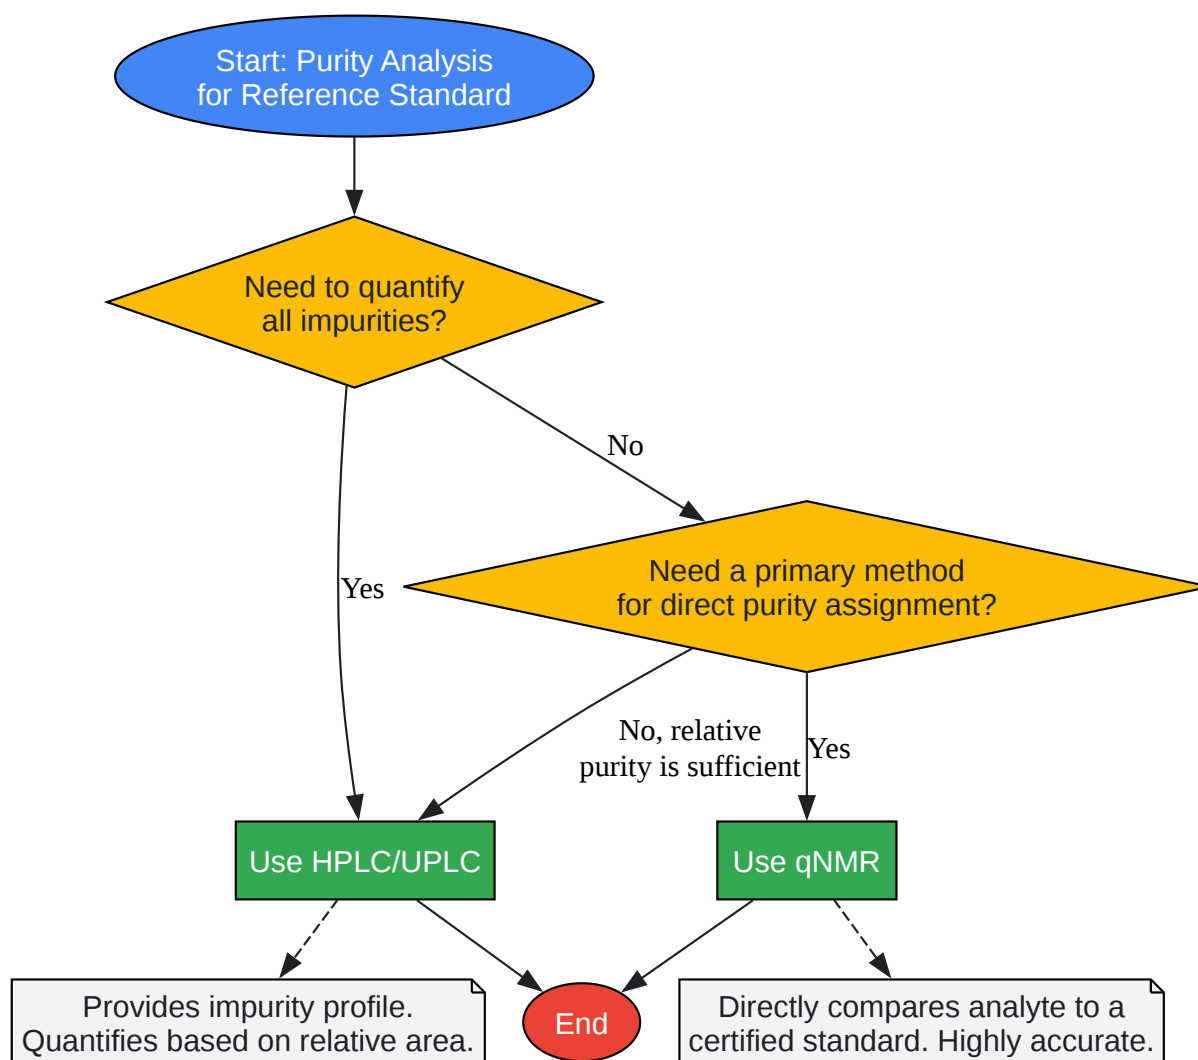 Start: Purity Analysis
for Reference Standard
Need to quantify
all impurities?
No
Yes
Need a primary method
for direct purity assignment?
No, relative
purity is sufficient
Yes
Use HPLC/UPLC
Use qNMR
Provides impurity profile.
Quantifies based on relative area.
End
Directly compares analyte to a
certified standard. Highly accurate.